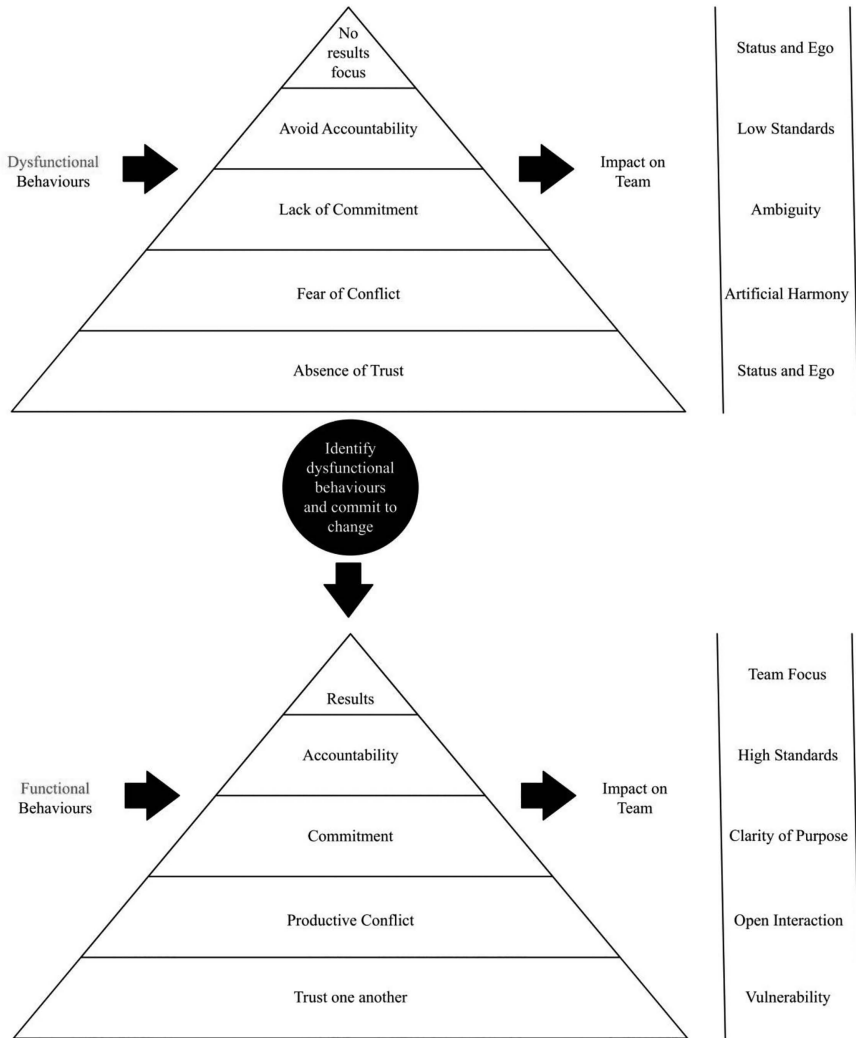 No
results
focus
Status and Ego
Avoid Accountability
Low Standards
Dysfunctional
Behaviours
Impact on
Team
Lack of Commitment
Ambiguity
Fear of Conflict
Artificial Harmony
Absence of Trust
Status and Ego
Identify
dysfunctional
behaviours
and commit to
change
Results
Team Focus
Accountability
High Standards
Functional
Behaviours
Impact on
Team
Commitment
Clarity of Purpose
Productive Conflict
Open Interaction
Trust one another
Vulnerability